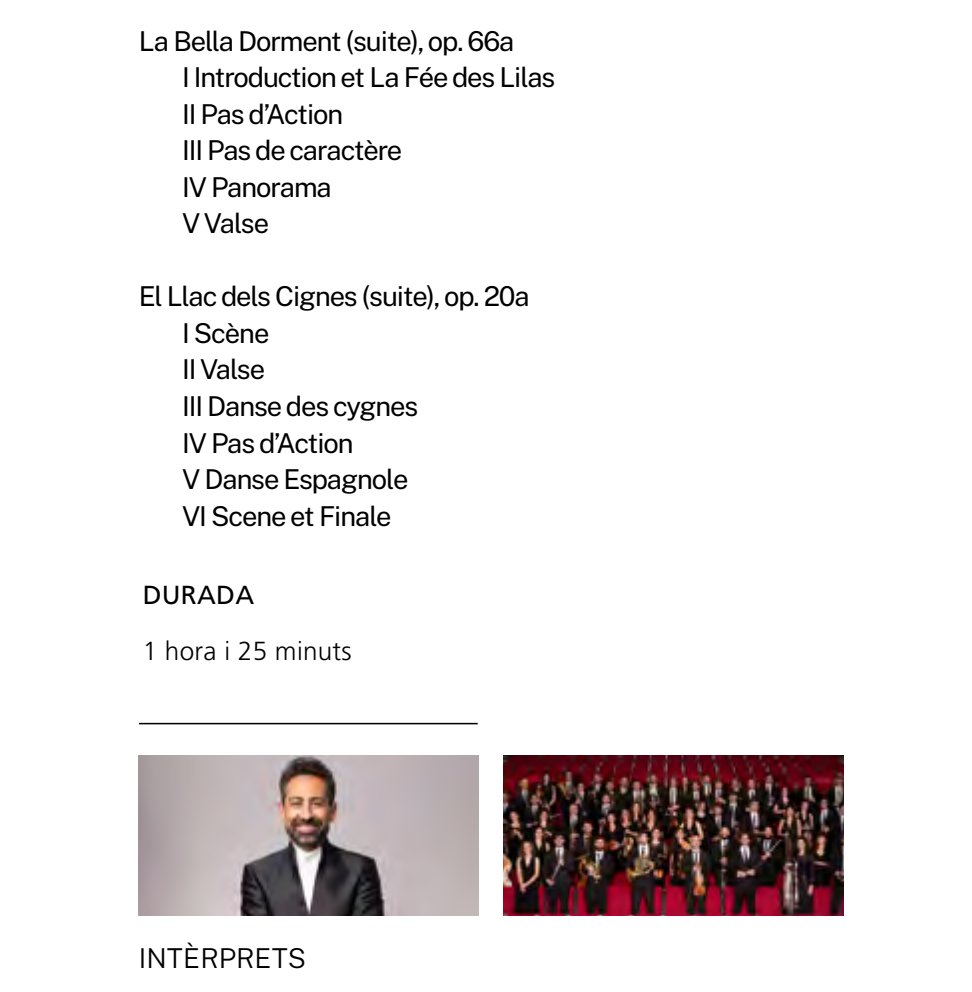 La Bella Dorment (suite), op. 66a
I Introduction et La Fée des Lilas
II Pas d’Action
III Pas de caractère
IV Panorama
V Valse
El Llac dels Cignes (suite), op. 20a
I Scène
II Valse
III Danse des cygnes
IV Pas d’Action
V Danse Espagnole
VI Scene et Finale
DURADA
1 hora i 25 minuts
INTÈRPRETS